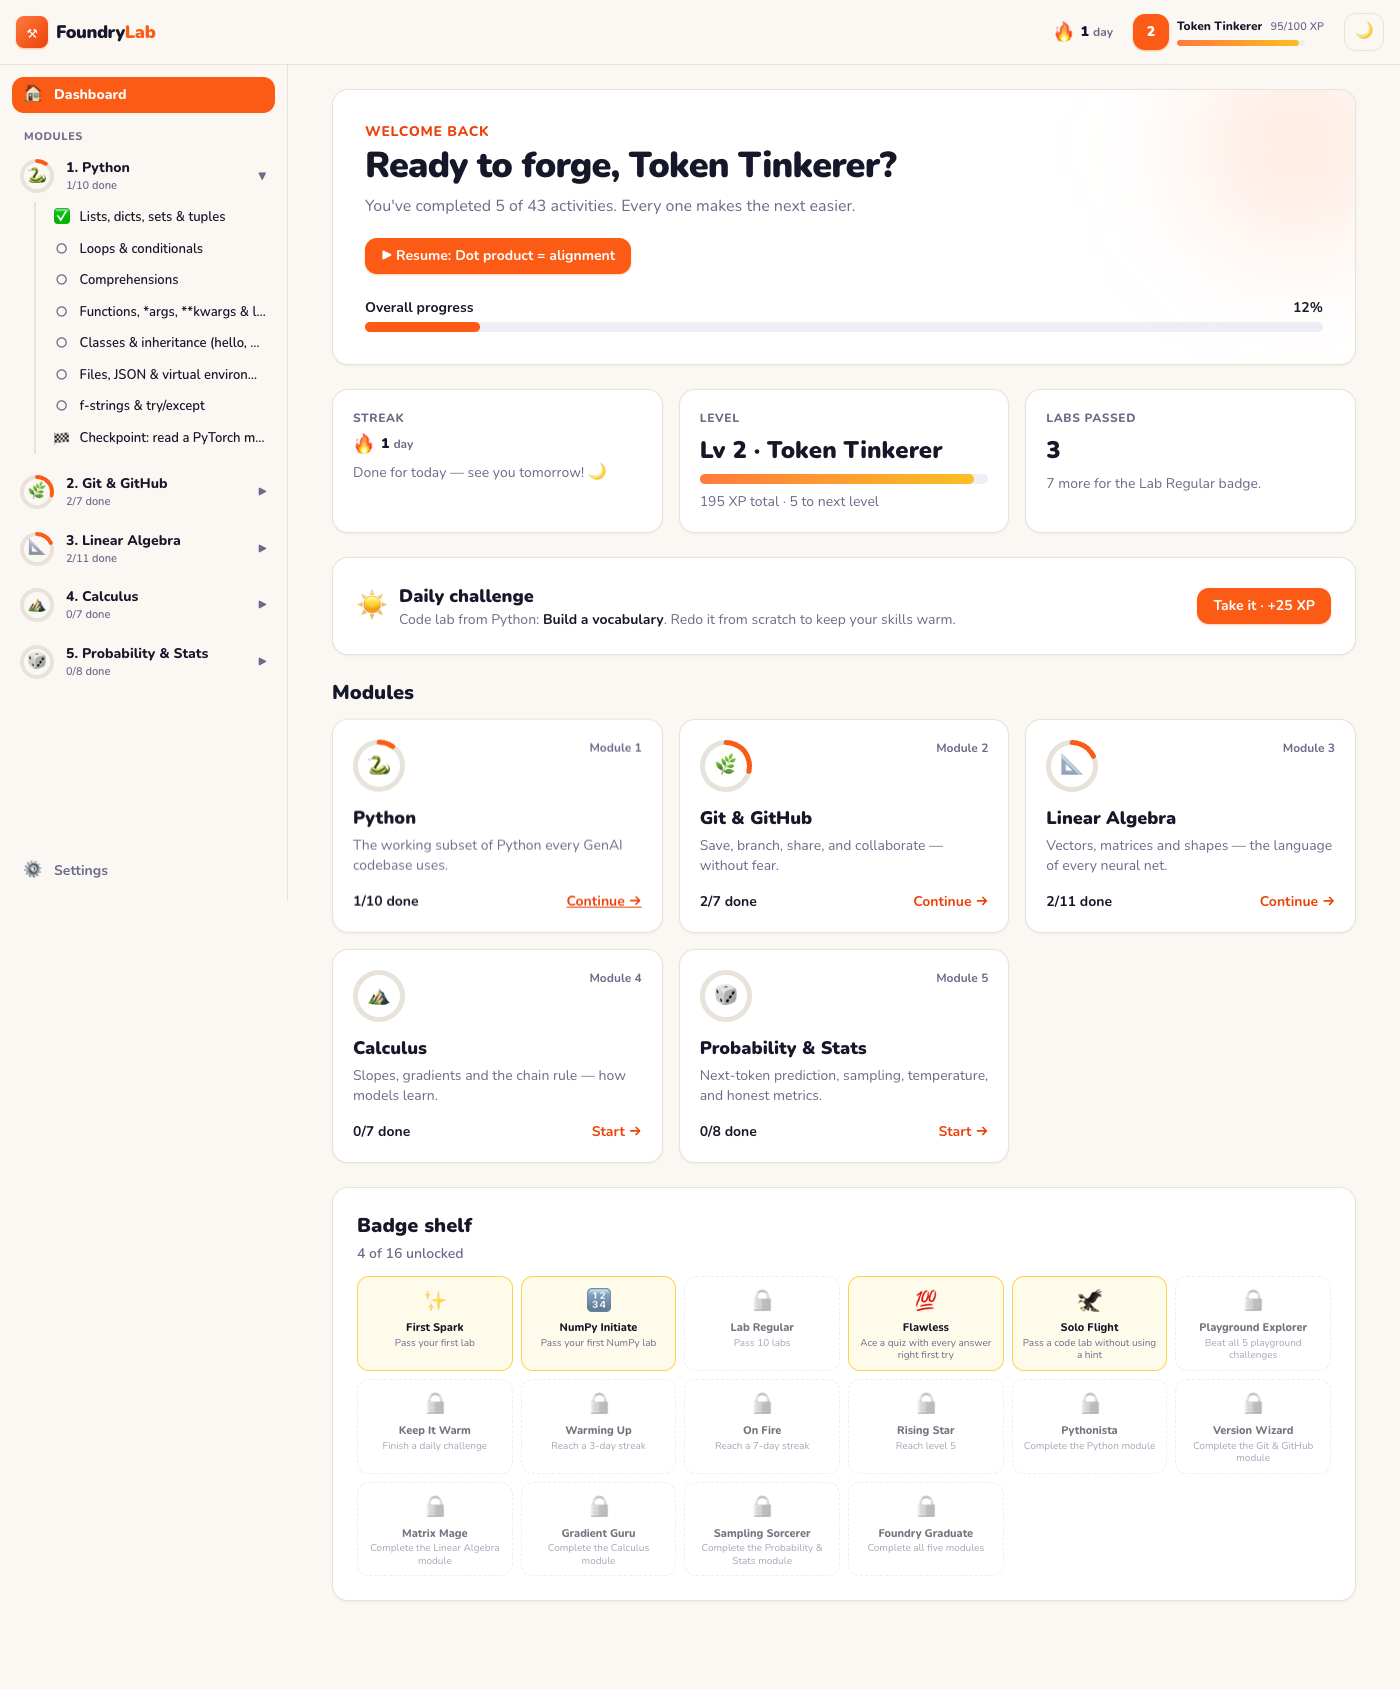 FoundryLab
1 day
2
Token Tinkerer 95/100 XP
Dashboard
MODULES
1. Python
1/10 done
Lists, dicts, sets & tuples
Loops & conditionals
Comprehensions
Functions, *args, **kwargs & l...
Classes & inheritance (hello, ...
Files, JSON & virtual environ...
f-strings & try/except
Checkpoint: read a PyTorch m...
2. Git & GitHub
2/7 done
3. Linear Algebra
2/11 done
4. Calculus
0/7 done
5. Probability & Stats
0/8 done
Settings
WELCOME BACK
Ready to forge, Token Tinkerer?
You've completed 5 of 43 activities. Every one makes the next easier.
Resume: Dot product = alignment
Overall progress 12%
STREAK
1 day
Done for today — see you tomorrow!
LEVEL
Lv 2 · Token Tinkerer
195 XP total · 5 to next level
LABS PASSED
3
7 more for the Lab Regular badge.
Daily challenge
Code lab from Python: Build a vocabulary. Redo it from scratch to keep your skills warm.
Take it · +25 XP
Modules
Module 1
Python
The working subset of Python every GenAI
codebase uses.
1/10 done Continue →
Module 2
Git & GitHub
Save, branch, share, and collaborate —
without fear.
2/7 done Continue →
Module 3
Linear Algebra
Vectors, matrices and shapes — the language
of every neural net.
2/11 done Continue →
Module 4
Calculus
Slopes, gradients and the chain rule — how
models learn.
0/7 done Start →
Module 5
Probability & Stats
Next-token prediction, sampling, temperature,
and honest metrics.
0/8 done Start →
Badge shelf
4 of 16 unlocked
First Spark
Pass your first lab
NumPy Initiate
Pass your first NumPy lab
Lab Regular
Pass 10 labs
Flawless
Ace a quiz with every answer
right first try
Solo Flight
Pass a code lab without using
a hint
Playground Explorer
Beat all 5 playground
challenges
Keep It Warm
Finish a daily challenge
Warming Up
Reach a 3-day streak
On Fire
Reach a 7-day streak
Rising Star
Reach level 5
Pythonista
Complete the Python module
Version Wizard
Complete the Git & GitHub
module
Matrix Mage
Complete the Linear Algebra
module
Gradient Guru
Complete the Calculus
module
Sampling Sorcerer
Complete the Probability &
Stats module
Foundry Graduate
Complete all five modules